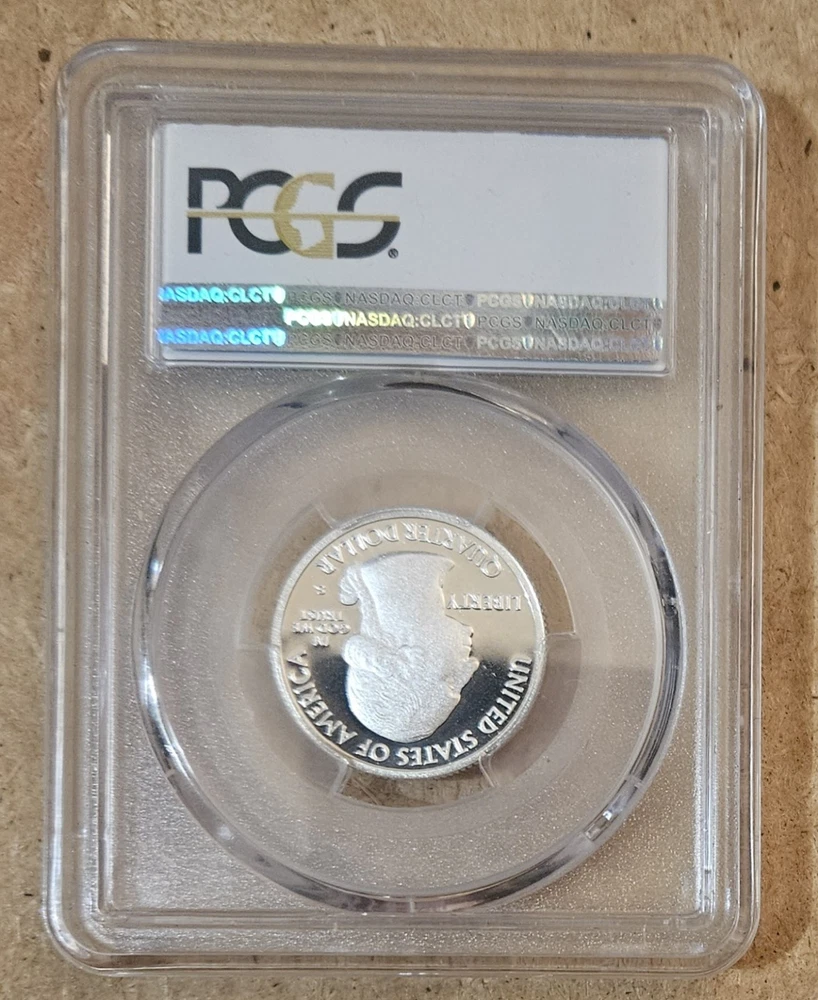 PCGS
NASDAQ:CLCT PCGS NASDAQ:CLCT PCGS NASDAQ:CLCT
PCGS NASDAQ:CLCT PCGS NASDAQ:CLCT
NASDAQ:CLCT PCGS NASDAQ:CLCT PCGS NASDAQ:CLCT
UNITED STATES OF AMERICA
LIBERTY
IN
GOD WE
TRUST
S
QUARTER DOLLAR